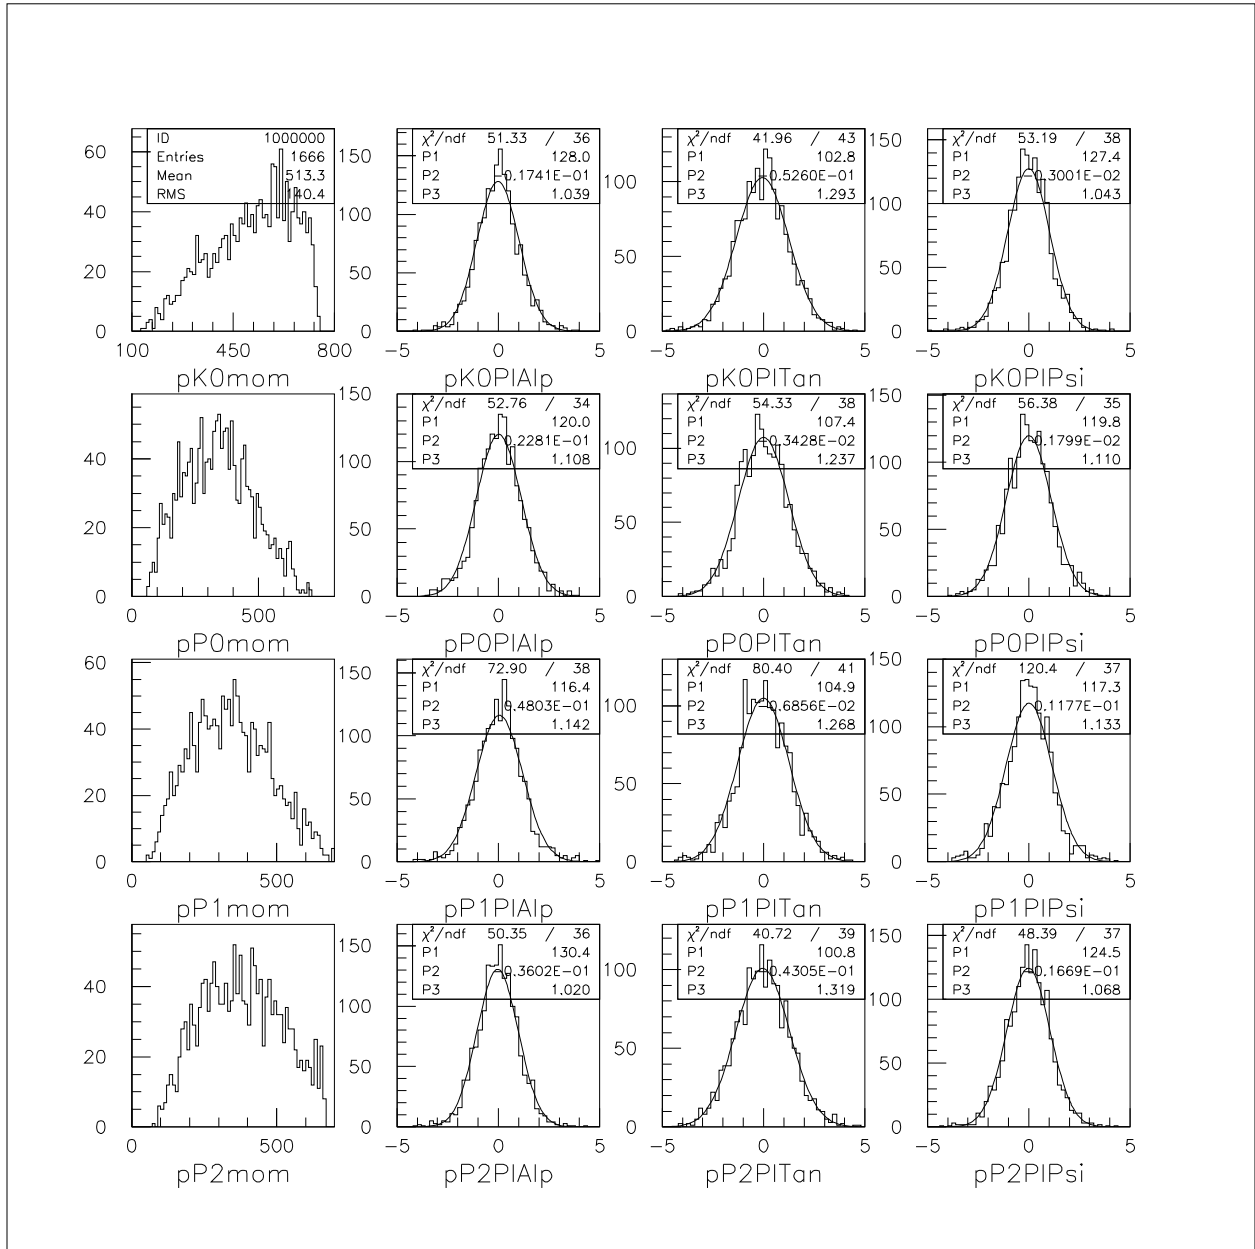 ID 1000000
Entries 1666
Mean 513.3
RMS 140.4
60
40
20
0
100 450 800
pK0mom
χ²/ndf 51.33 / 36
P1 128.0
P2 −0.1741E−01
P3 1.039
150
100
50
0
−5 0 5
pK0PlAlp
χ²/ndf 41.96 / 43
P1 102.8
P2 −0.5260E−01
P3 1.293
100
50
0
−5 0 5
pK0PlTan
χ²/ndf 53.19 / 38
P1 127.4
P2 0.3001E−02
P3 1.043
150
100
50
0
−5 0 5
pK0PlPsi
40
20
0
0 500
pP0mom
χ²/ndf 52.76 / 34
P1 120.0
P2 0.2281E−01
P3 1.108
150
100
50
0
−5 0 5
pP0PlAlp
χ²/ndf 54.33 / 38
P1 107.4
P2 0.3428E−02
P3 1.237
100
50
0
−5 0 5
pP0PlTan
χ²/ndf 56.38 / 35
P1 119.8
P2 0.1799E−02
P3 1.110
150
100
50
0
−5 0 5
pP0PlPsi
60
40
20
0
0 500
pP1mom
χ²/ndf 72.90 / 38
P1 116.4
P2 0.4803E−01
P3 1.142
150
100
50
0
−5 0 5
pP1PlAlp
χ²/ndf 80.40 / 41
P1 104.9
P2 −0.6856E−02
P3 1.268
100
50
0
−5 0 5
pP1PlTan
χ²/ndf 120.4 / 37
P1 117.3
P2 0.1177E−01
P3 1.133
150
100
50
0
−5 0 5
pP1PlPsi
40
20
0
0 500
pP2mom
χ²/ndf 50.35 / 36
P1 130.4
P2 −0.3602E−01
P3 1.020
150
100
50
0
−5 0 5
pP2PlAlp
χ²/ndf 40.72 / 39
P1 100.8
P2 −0.4305E−01
P3 1.319
100
50
0
−5 0 5
pP2PlTan
χ²/ndf 48.39 / 37
P1 124.5
P2 −0.1669E−01
P3 1.068
150
100
50
0
−5 0 5
pP2PlPsi